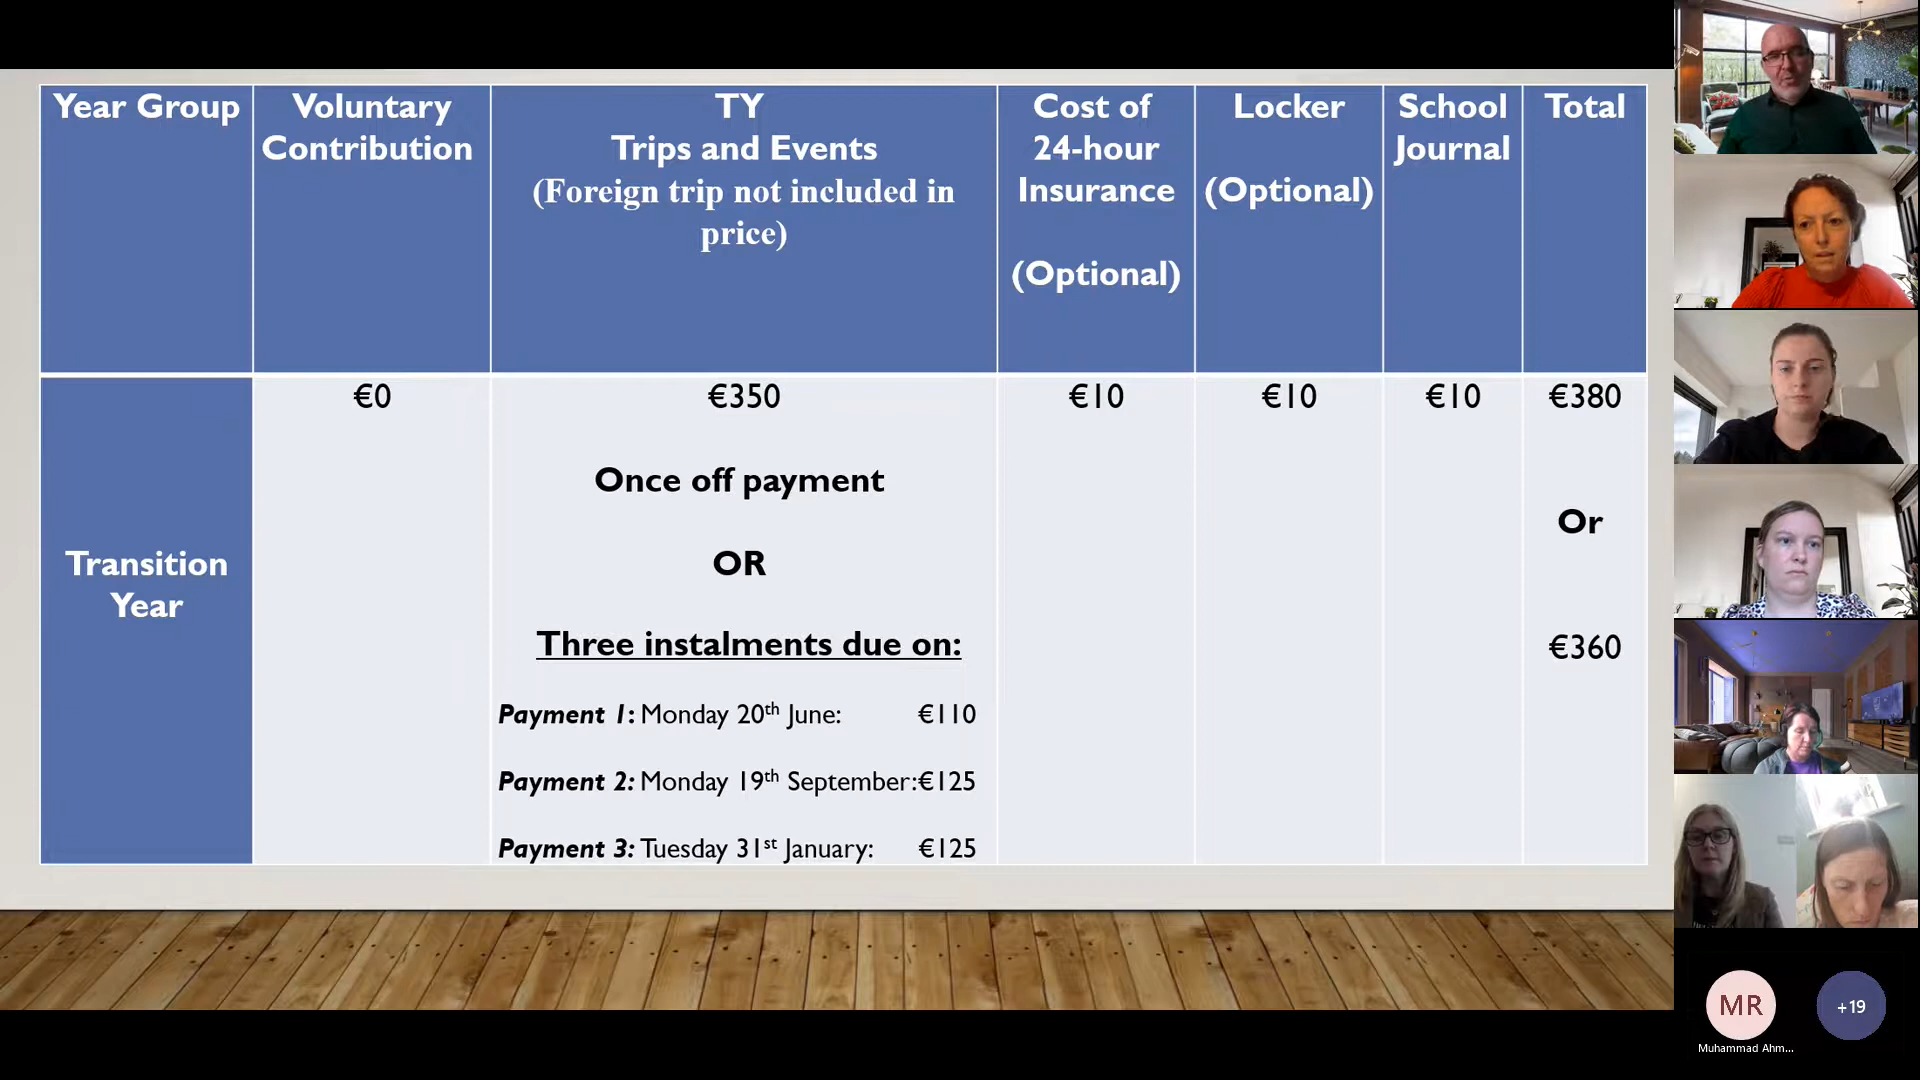 Year Group
Voluntary
Contribution
TY
Trips and Events
(Foreign trip not included in
price)
Cost of
24-hour
Insurance
(Optional)
Locker
(Optional)
School
Journal
Total
Transition
Year
€0
€350
Once off payment
OR
Three instalments due on:
Payment 1: Monday 20th June: €110
Payment 2: Monday 19th September:€125
Payment 3: Tuesday 31st January: €125
€10
€10
€10
€380
Or
€360
MR
+19
Muhammad Ahm...